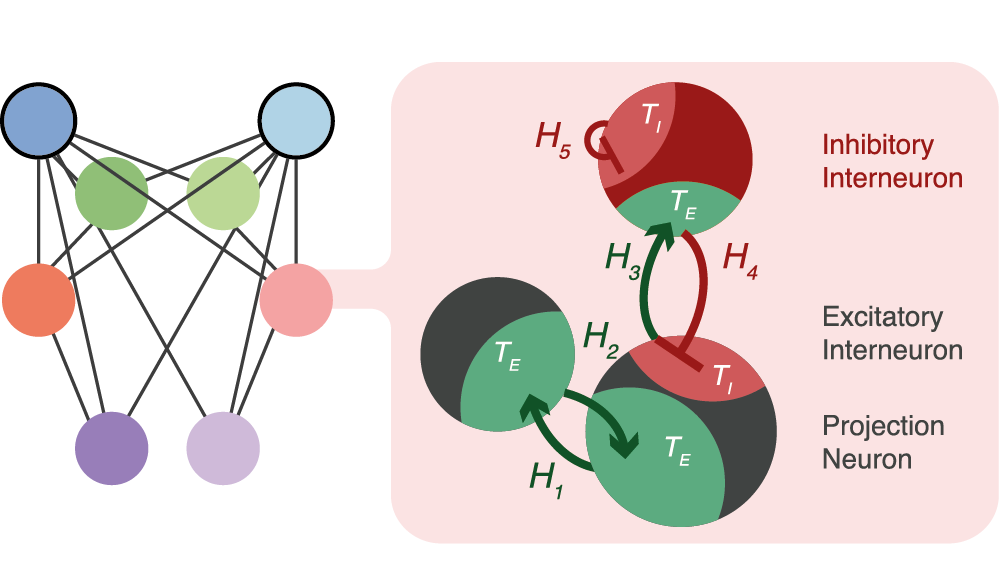 T_I
H_5
Inhibitory
Interneuron
T_E
H_3
H_4
Excitatory
Interneuron
H_2
T_E
T_I
Projection
Neuron
T_E
H_1